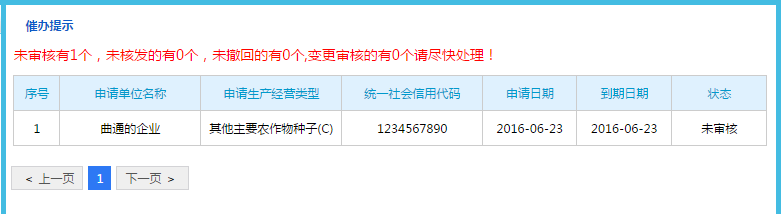 催办提示
未审核有1个，未核发的有0个，未撤回的有0个,变更审核的有0个请尽快处理！
序号 申请单位名称 申请生产经营类型 统一社会信用代码 申请日期 到期日期 状态
1 曲通的企业 其他主要农作物种子(C) 1234567890 2016-06-23 2016-06-23 未审核
< 上一页 1 下一页 >